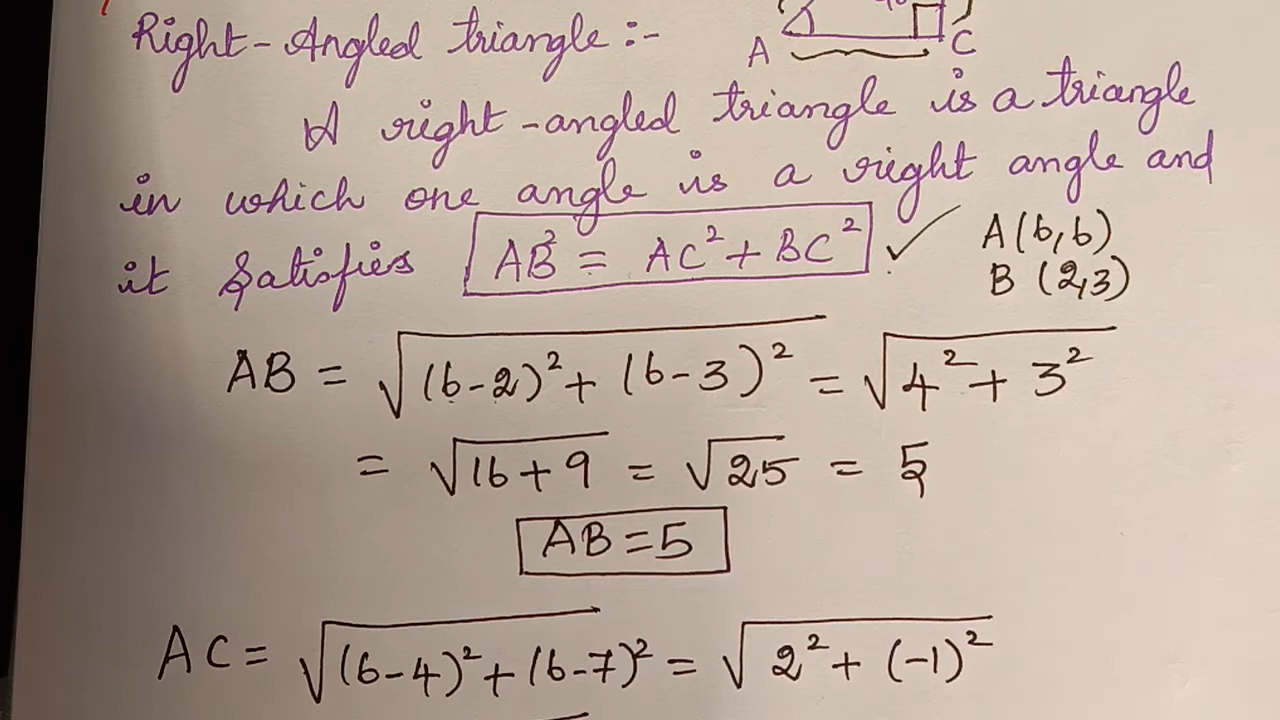 Right-Angled triangle :-
A C
A right-angled triangle is a triangle
in which one angle is a right angle and
it satisfies AB² = AC² + BC² ✓ A(6,6)
B (2,3)
AB = √(6-2)² + (6-3)² = √4² + 3²
= √16+9 = √25 = 5
AB = 5
AC = √(6-4)² + (6-7)² = √2² + (-1)²